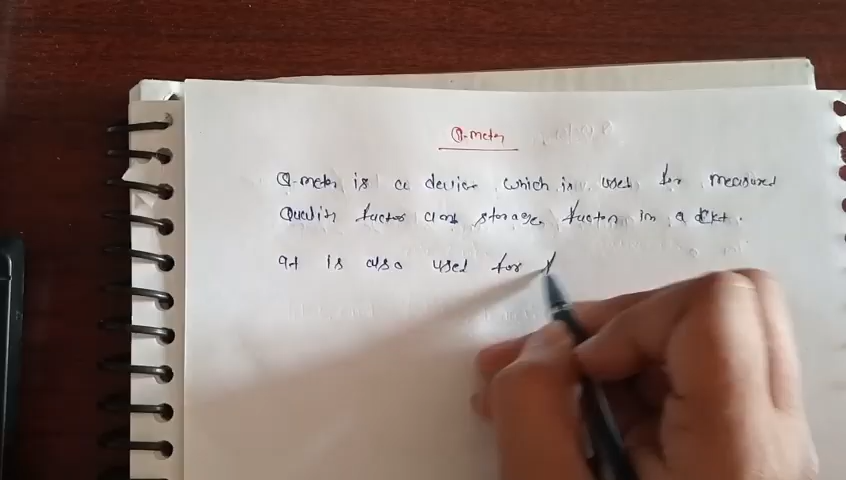 Q-meter
Q-meter is a device which is used for measured
Quality factor and storage factor in a ckt.
It is also used for